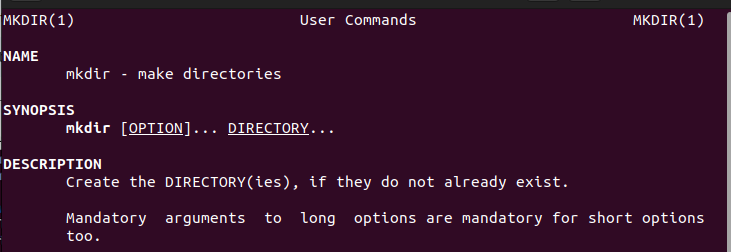 MKDIR(1) User Commands MKDIR(1)
NAME
mkdir - make directories
SYNOPSIS
mkdir [OPTION]... DIRECTORY...
DESCRIPTION
Create the DIRECTORY(ies), if they do not already exist.
Mandatory arguments to long options are mandatory for short options
too.